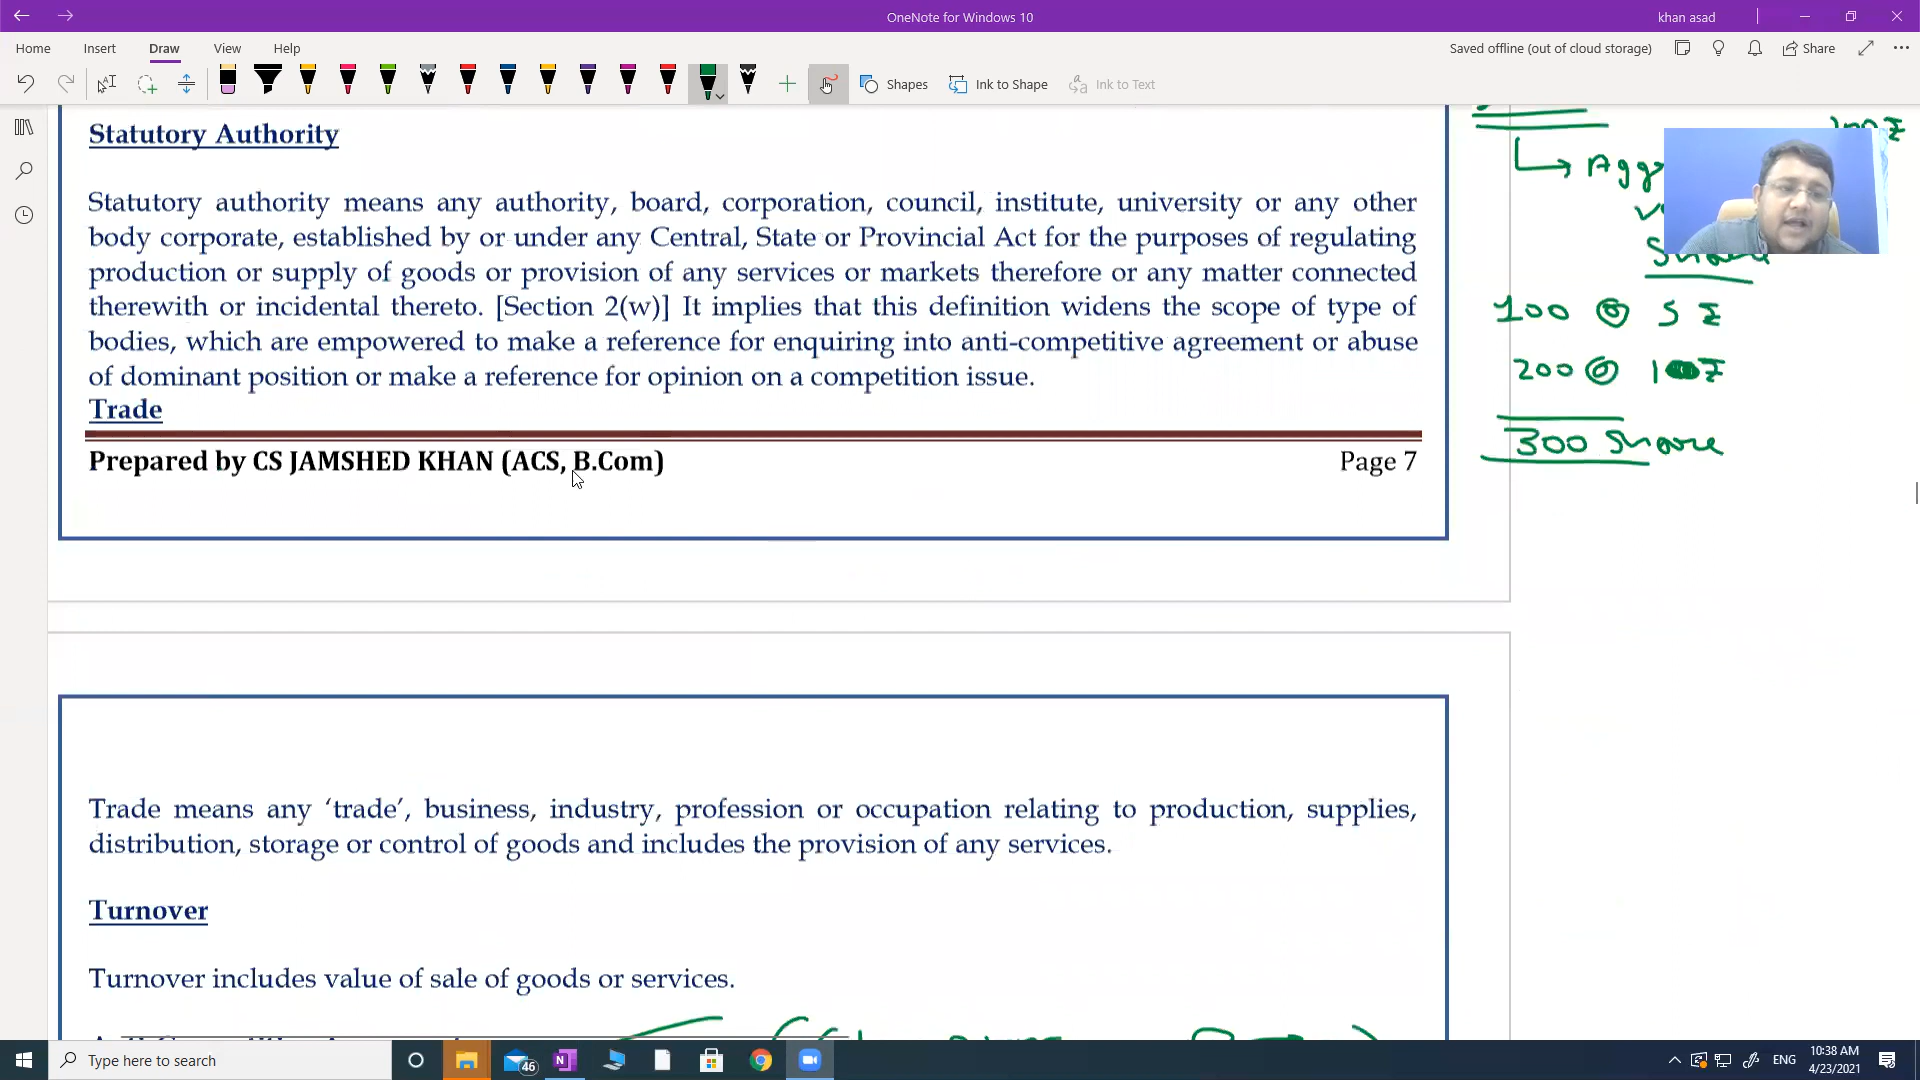 OneNote for Windows 10
khan asad
Home Insert Draw View Help
Saved offline (out of cloud storage)
Share
Shapes
Ink to Shape
Ink to Text
Statutory Authority
Statutory authority means any authority, board, corporation, council, institute, university or any other
body corporate, established by or under any Central, State or Provincial Act for the purposes of regulating
production or supply of goods or provision of any services or markets therefore or any matter connected
therewith or incidental thereto. [Section 2(w)] It implies that this definition widens the scope of type of
bodies, which are empowered to make a reference for enquiring into anti-competitive agreement or abuse
of dominant position or make a reference for opinion on a competition issue.
Trade
Prepared by CS JAMSHED KHAN (ACS, B.Com)
Page 7
100 @ 5
200 @
300 Share
Trade means any ‘trade’, business, industry, profession or occupation relating to production, supplies,
distribution, storage or control of goods and includes the provision of any services.
Turnover
Turnover includes value of sale of goods or services.
Type here to search
46
ENG
10:38 AM
4/23/2021